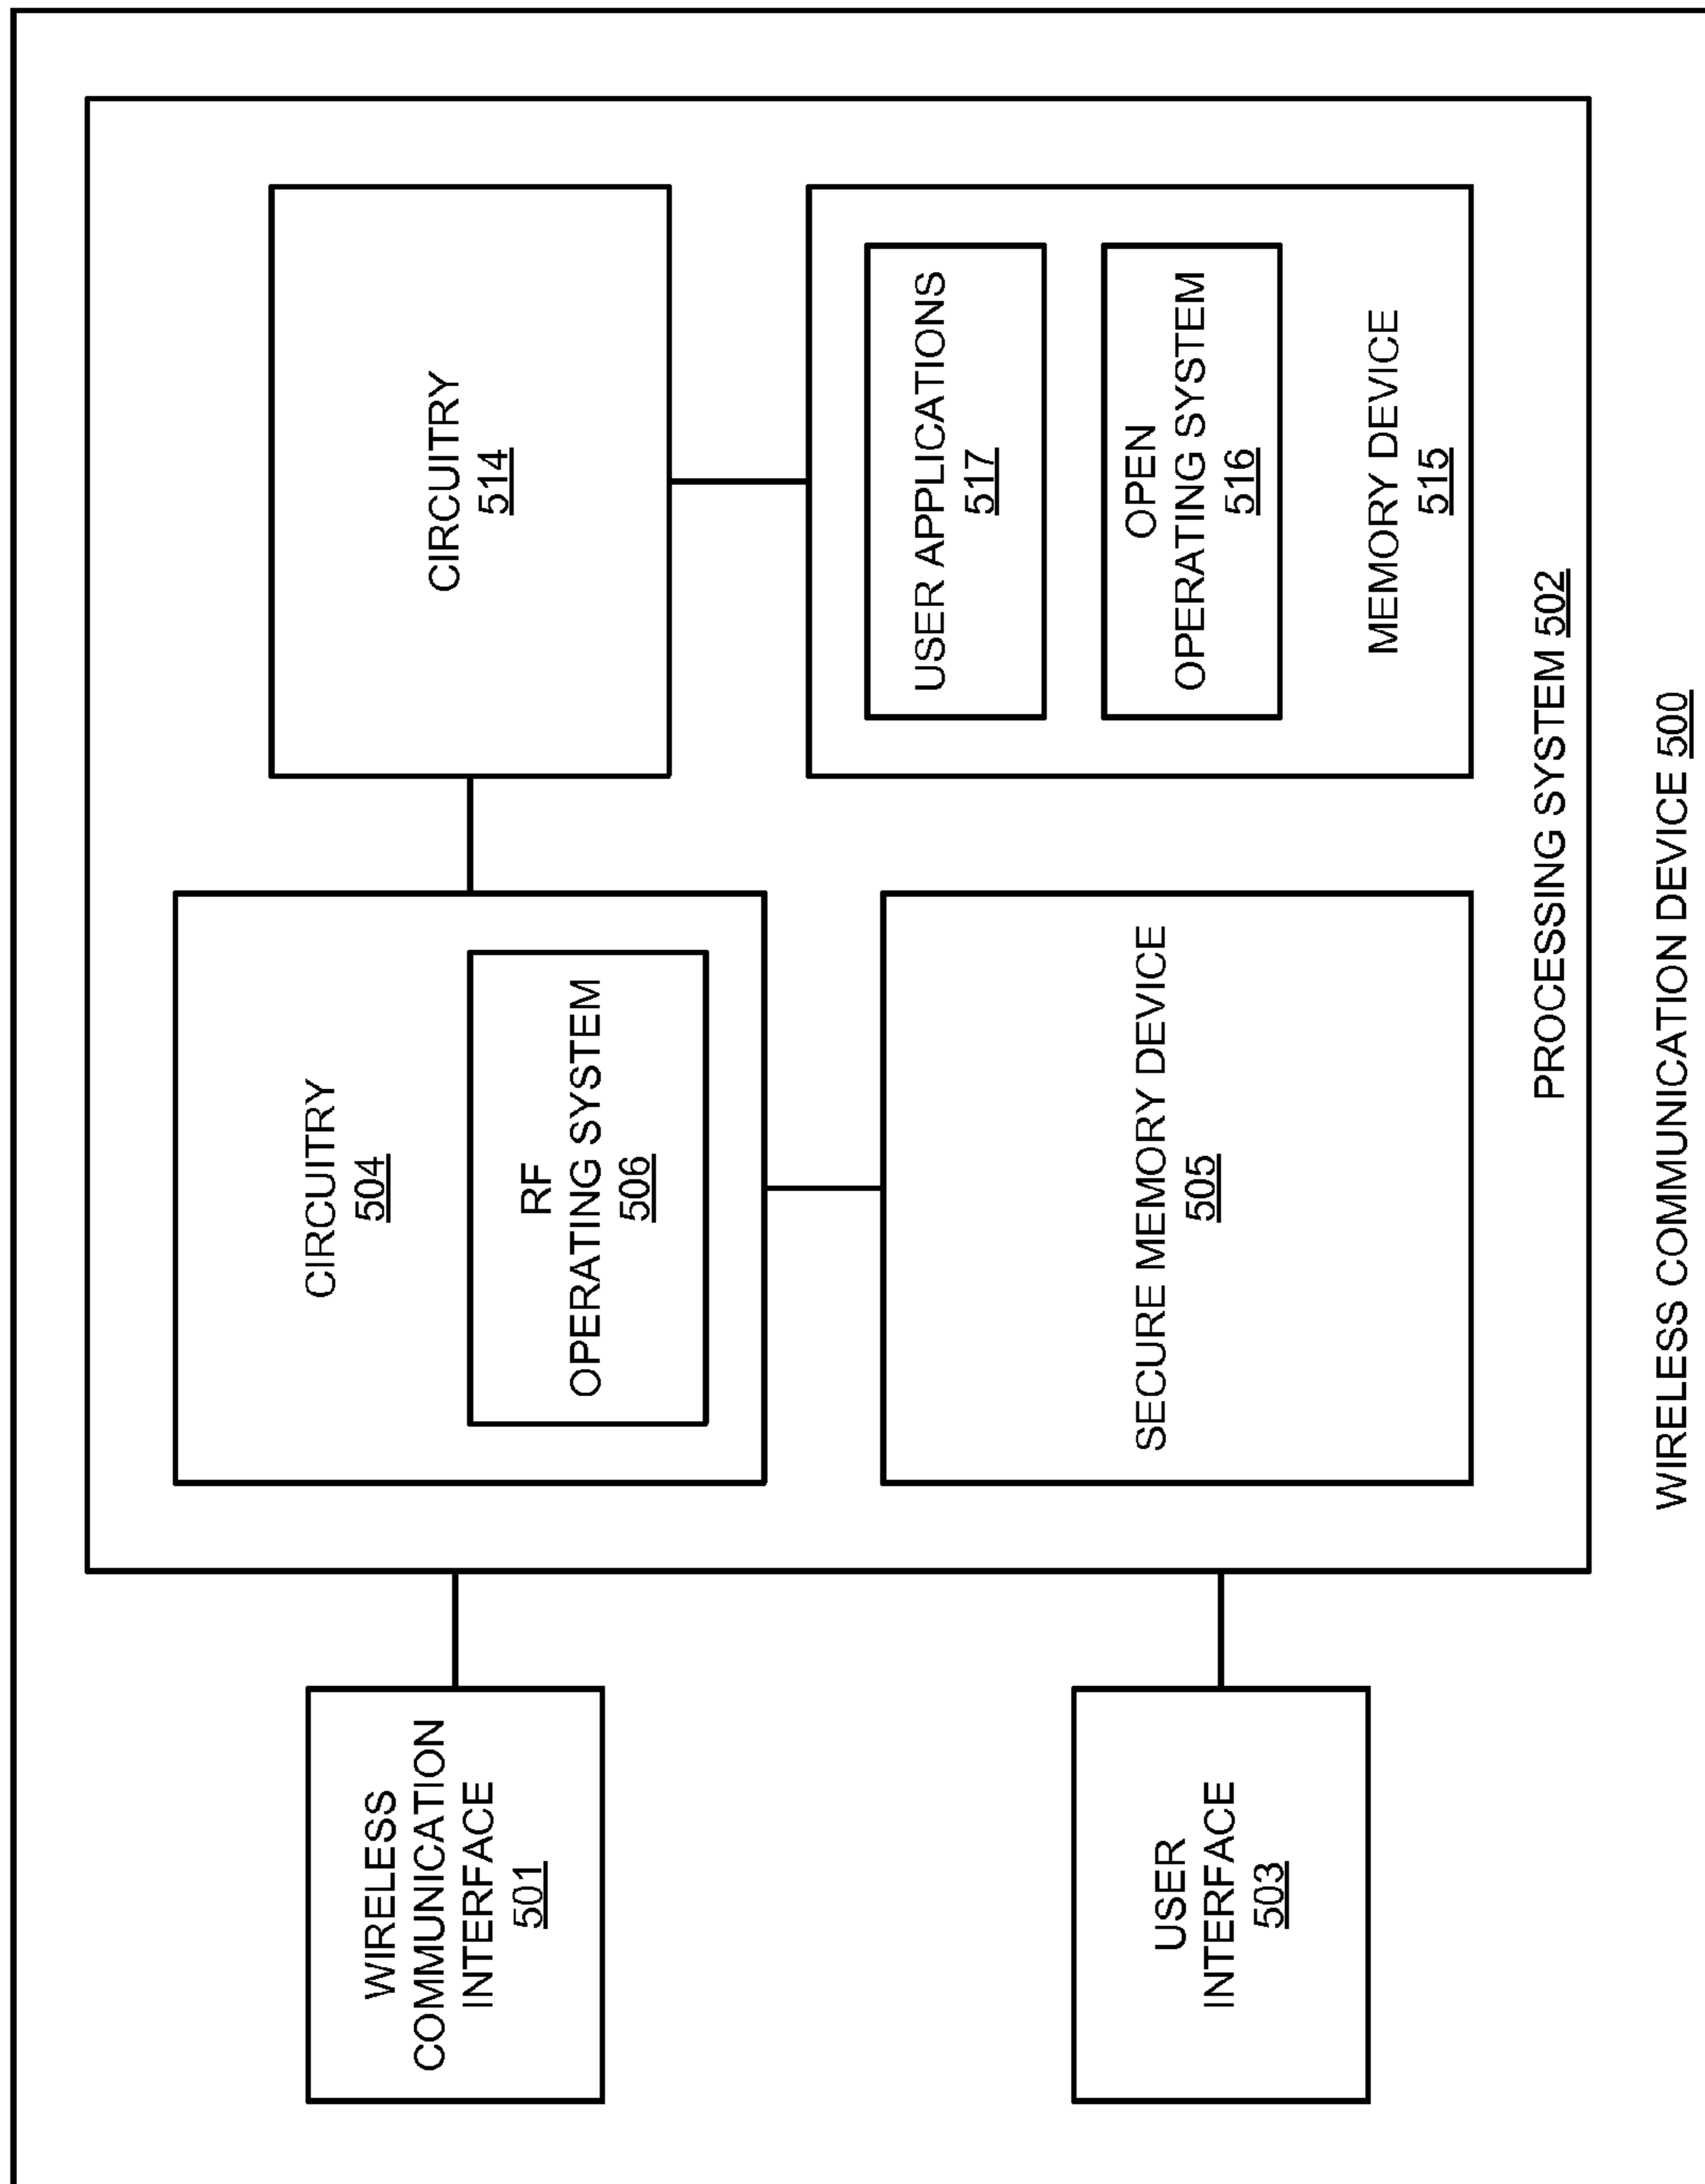 WIRELESS
COMMUNICATION
INTERFACE
501
USER
INTERFACE
503
CIRCUITRY
504
RF
OPERATING SYSTEM
506
SECURE MEMORY DEVICE
505
CIRCUITRY
514
USER APPLICATIONS
517
OPEN
OPERATING SYSTEM
516
MEMORY DEVICE
515
PROCESSING SYSTEM 502
WIRELESS COMMUNICATION DEVICE 500